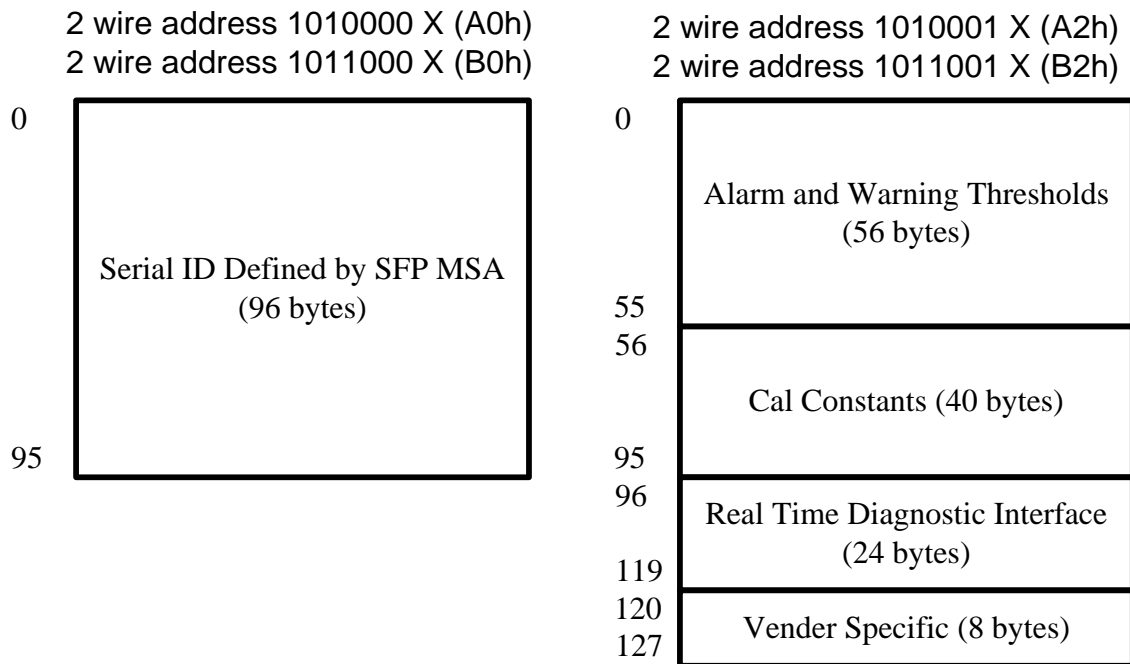 2 wire address 1010000 X (A0h)
2 wire address 1011000 X (B0h)
0
Serial ID Defined by SFP MSA
(96 bytes)
95
2 wire address 1010001 X (A2h)
2 wire address 1011001 X (B2h)
0
Alarm and Warning Thresholds
(56 bytes)
55
56
Cal Constants (40 bytes)
95
96
Real Time Diagnostic Interface
(24 bytes)
119
120
Vender Specific (8 bytes)
127